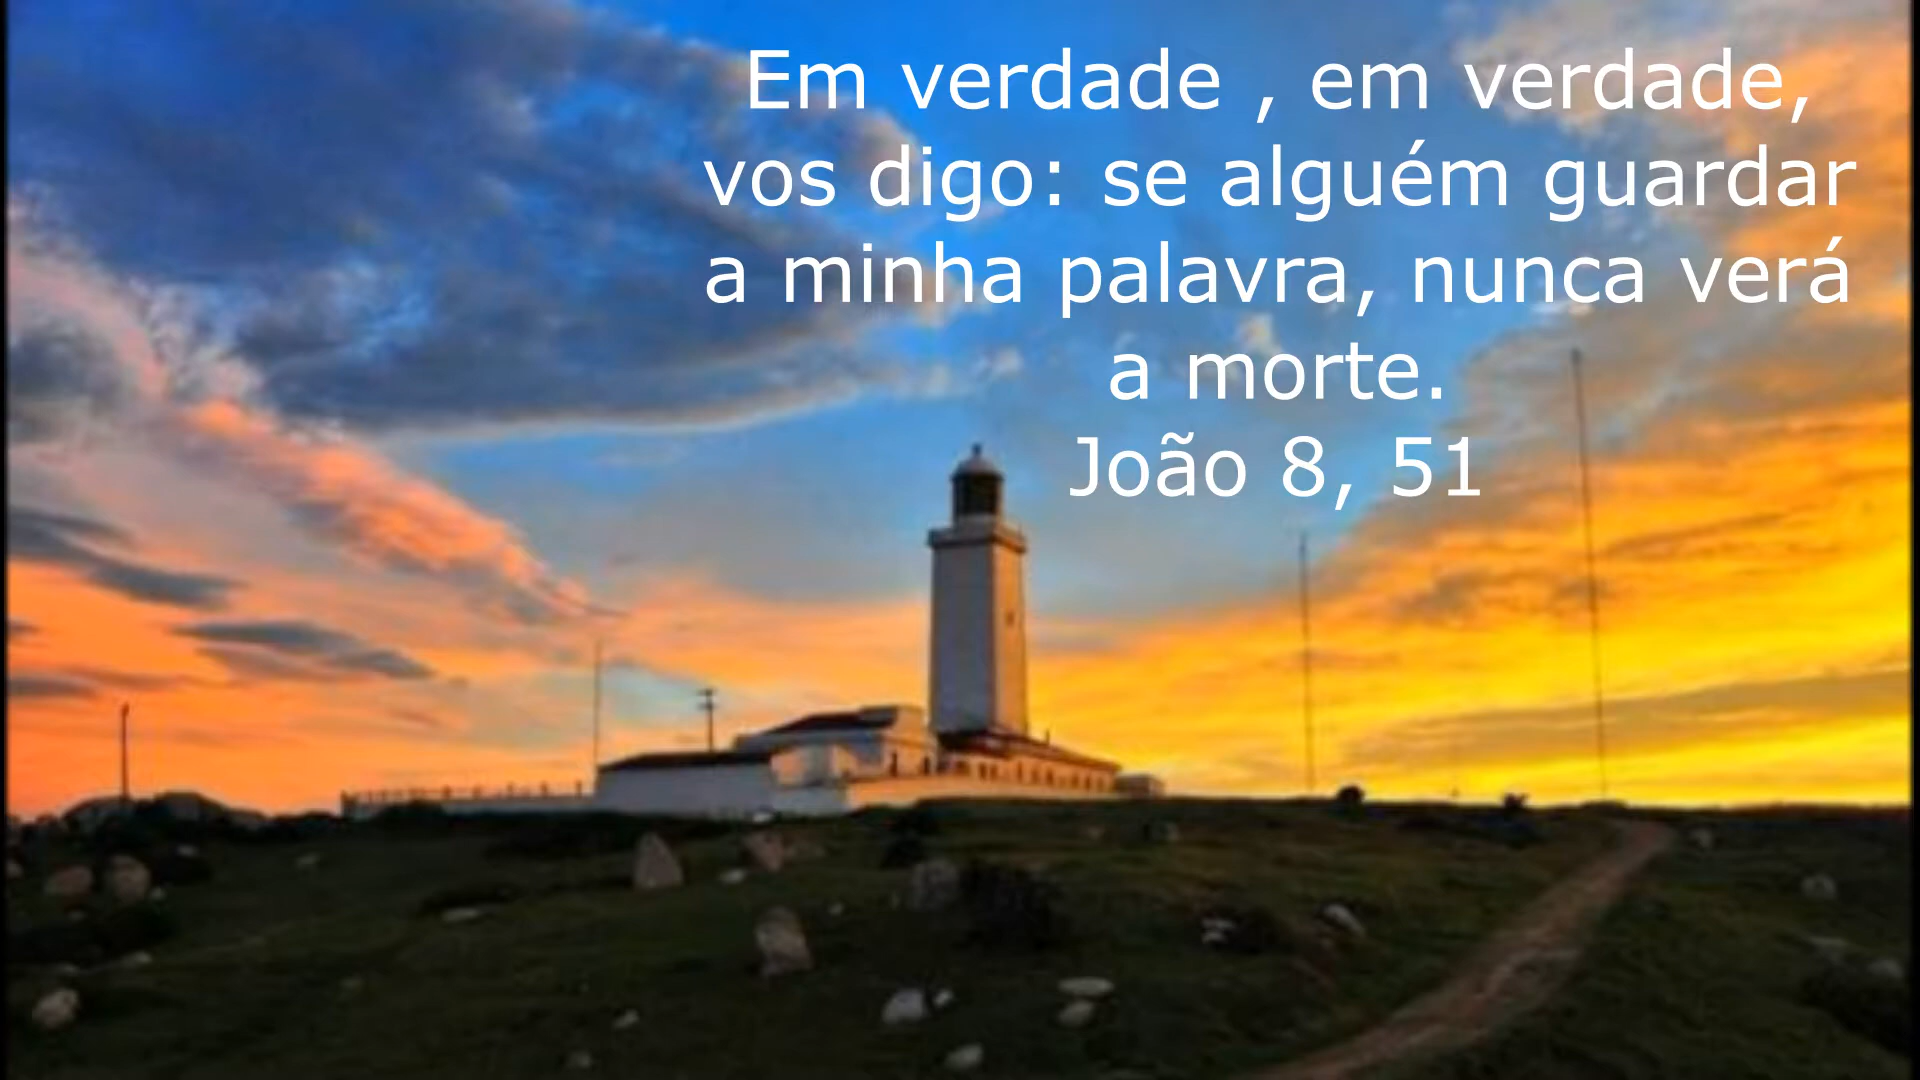 Em verdade , em verdade,
vos digo: se alguém guardar
a minha palavra, nunca verá
a morte.
João 8, 51